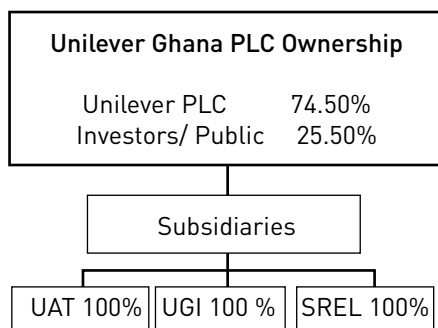 Unilever Ghana PLC Ownership
Unilever PLC 74.50%
Investors/ Public 25.50%
Subsidiaries
UAT 100%
UGI 100 %
SREL 100%